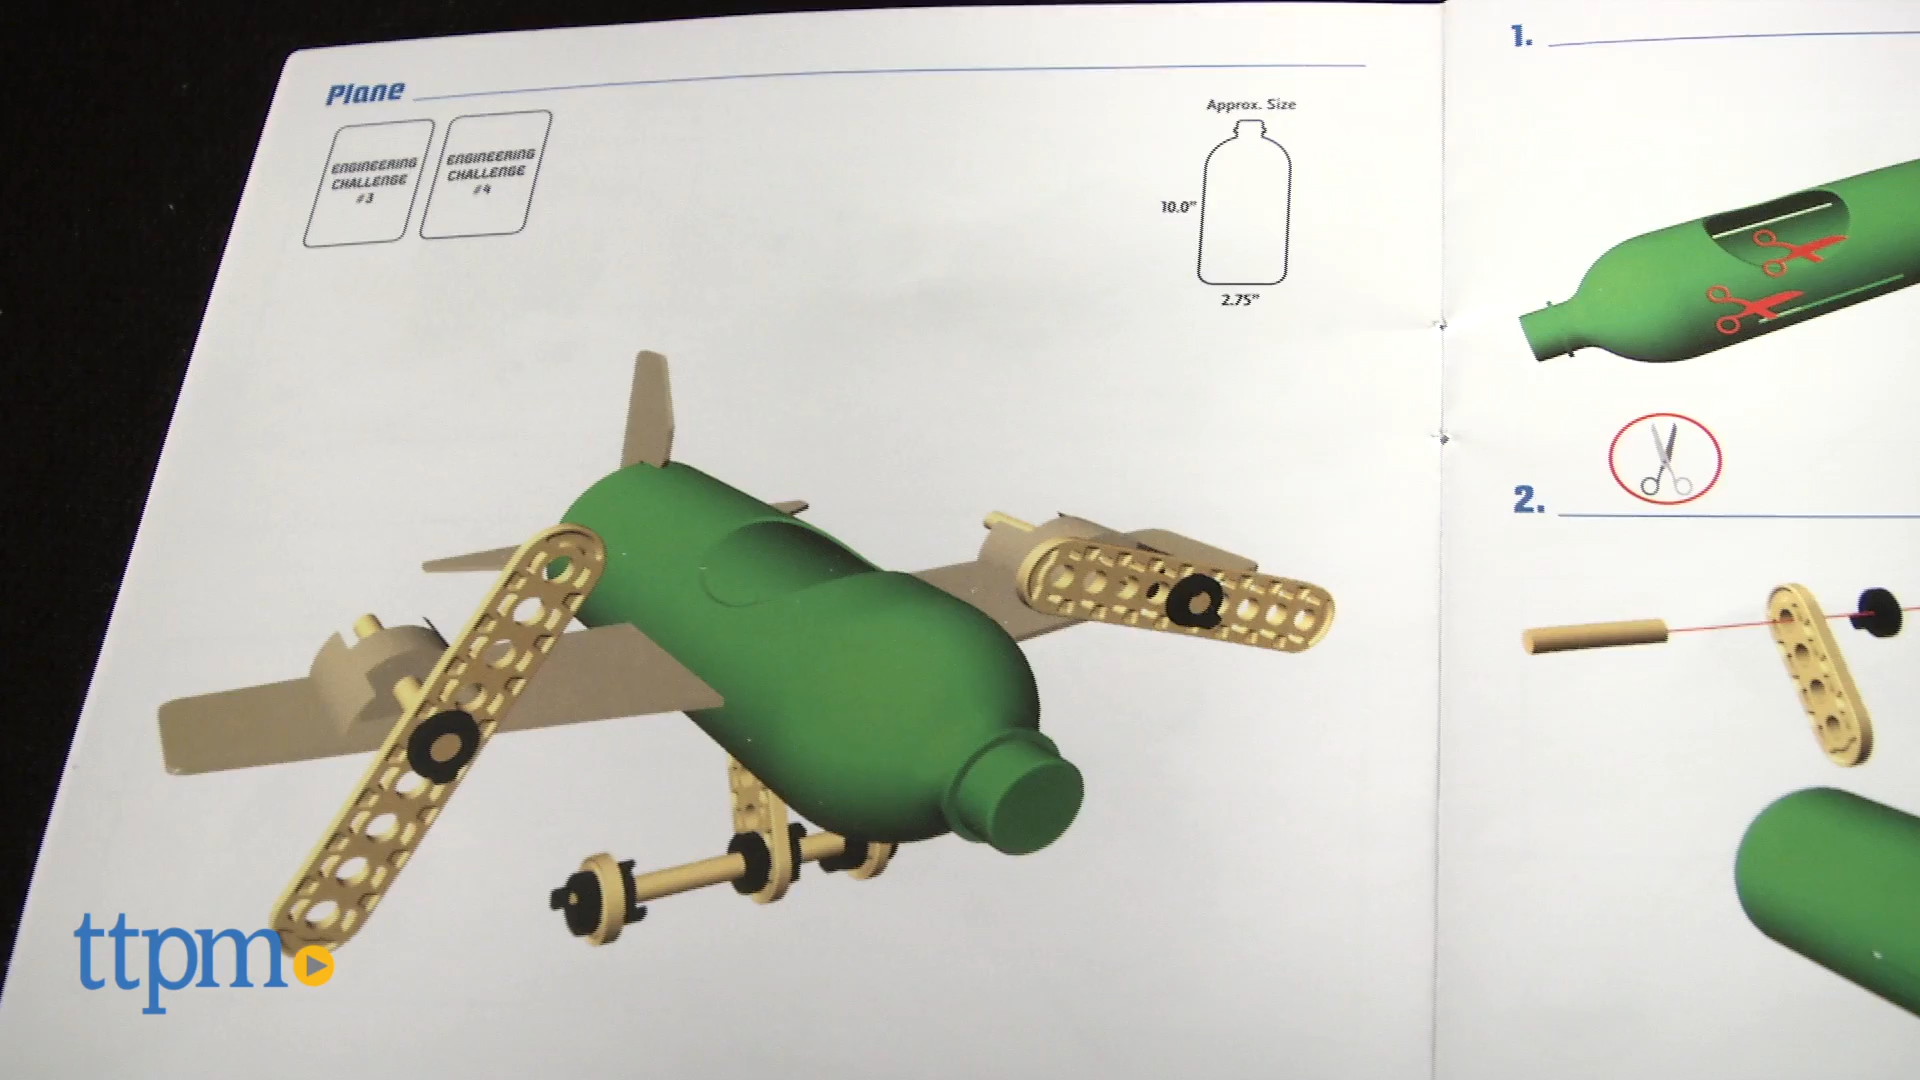 Plane
ENGINEERING
CHALLENGE
#3
ENGINEERING
CHALLENGE
#4
Approx. Size
10.0"
2.75"
1.
2.
ttpm